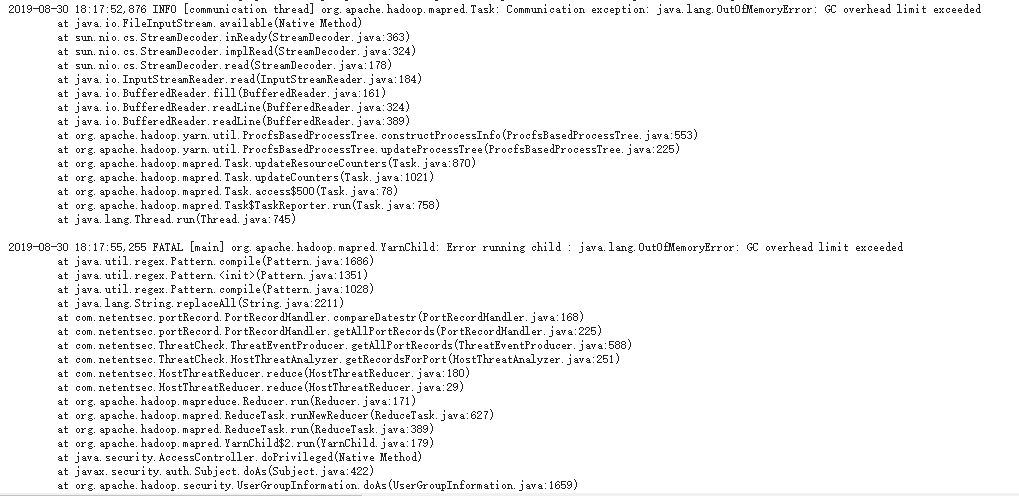 2019-08-30 18:17:52,876 INFO [communication thread] org.apache.hadoop.mapred.Task: Communication exception: java.lang.OutOfMemoryError: GC overhead limit exceeded
at java.io.FileInputStream.available(Native Method)
at sun.nio.cs.StreamDecoder.inReady(StreamDecoder.java:363)
at sun.nio.cs.StreamDecoder.implRead(StreamDecoder.java:324)
at sun.nio.cs.StreamDecoder.read(StreamDecoder.java:178)
at java.io.InputStreamReader.read(InputStreamReader.java:184)
at java.io.BufferedReader.fill(BufferedReader.java:161)
at java.io.BufferedReader.readLine(BufferedReader.java:324)
at java.io.BufferedReader.readLine(BufferedReader.java:389)
at org.apache.hadoop.yarn.util.ProcfsBasedProcessTree.constructProcessInfo(ProcfsBasedProcessTree.java:553)
at org.apache.hadoop.yarn.util.ProcfsBasedProcessTree.updateProcessTree(ProcfsBasedProcessTree.java:225)
at org.apache.hadoop.mapred.Task.updateResourceCounters(Task.java:870)
at org.apache.hadoop.mapred.Task.updateCounters(Task.java:1021)
at org.apache.hadoop.mapred.Task.access$500(Task.java:78)
at org.apache.hadoop.mapred.Task$TaskReporter.run(Task.java:758)
at java.lang.Thread.run(Thread.java:745)
2019-08-30 18:17:55,255 FATAL [main] org.apache.hadoop.mapred.YarnChild: Error running child : java.lang.OutOfMemoryError: GC overhead limit exceeded
at java.util.regex.Pattern.compile(Pattern.java:1686)
at java.util.regex.Pattern.<init>(Pattern.java:1351)
at java.util.regex.Pattern.compile(Pattern.java:1028)
at java.lang.String.replaceAll(String.java:2211)
at com.netentsec.portRecord.PortRecordHandler.compareDatestr(PortRecordHandler.java:168)
at com.netentsec.portRecord.PortRecordHandler.getAllPortRecords(PortRecordHandler.java:225)
at com.netentsec.ThreatCheck.ThreatEventProducer.getAllPortRecords(ThreatEventProducer.java:588)
at com.netentsec.ThreatCheck.HostThreatAnalyzer.getRecordsForPort(HostThreatAnalyzer.java:251)
at com.netentsec.HostThreatReducer.reduce(HostThreatReducer.java:180)
at com.netentsec.HostThreatReducer.reduce(HostThreatReducer.java:29)
at org.apache.hadoop.mapreduce.Reducer.run(Reducer.java:171)
at org.apache.hadoop.mapred.ReduceTask.runNewReducer(ReduceTask.java:627)
at org.apache.hadoop.mapred.ReduceTask.run(ReduceTask.java:389)
at org.apache.hadoop.mapred.YarnChild$2.run(YarnChild.java:179)
at java.security.AccessController.doPrivileged(Native Method)
at javax.security.auth.Subject.doAs(Subject.java:422)
at org.apache.hadoop.security.UserGroupInformation.doAs(UserGroupInformation.java:1659)